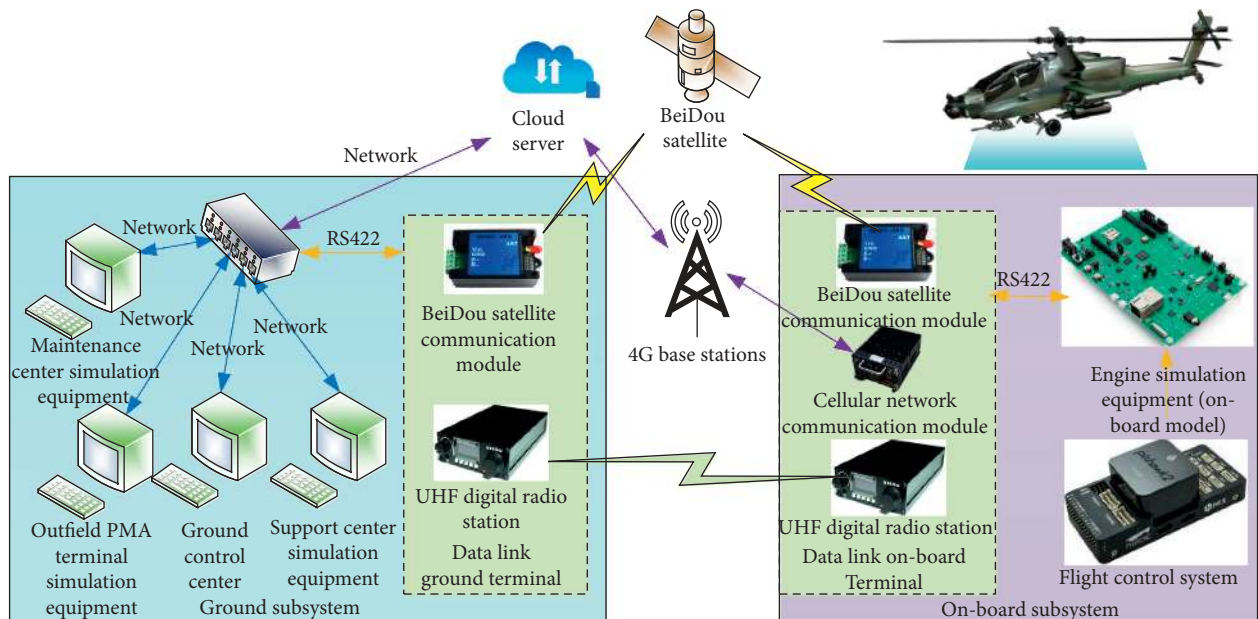 Cloud
server
BeiDou
satellite
Network
Network
RS422
Network
Network
Network
Maintenance
center simulation
equipment
BeiDou satellite
communication
module
4G base stations
BeiDou satellite
communication module
RS422
Cellular network
communication module
Engine simulation
equipment (on-
board model)
UHF digital radio
station
UHF digital radio station
Outfield PMA
terminal
simulation
equipment
Ground
control
center
Support center
simulation
equipment
Data link
ground terminal
Data link on-board
Terminal
Flight control system
Ground subsystem
On-board subsystem